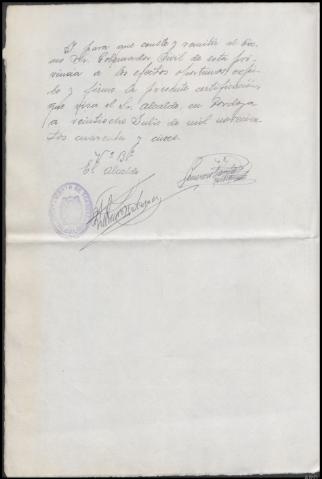 Y para que conste y remitir al Exc
mo Sr. Gobernador Civil de esta pro
vincia a los efectos oportunos expi
do y firmo la presente certificación,
que visa el Sr. Alcalde, en
a veintiocho Julio de mil novecien
tos cuarenta y cinco.
Vº Bº
El Alcalde